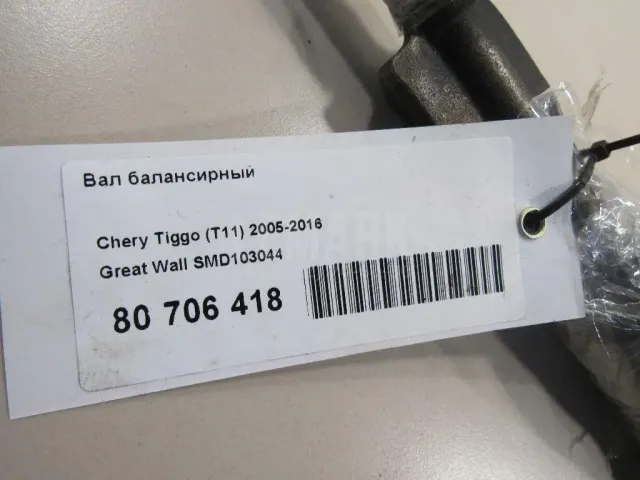 Вал балансирный
Chery Tiggo (T11) 2005-2016
Great Wall SMD103044
80 706 418